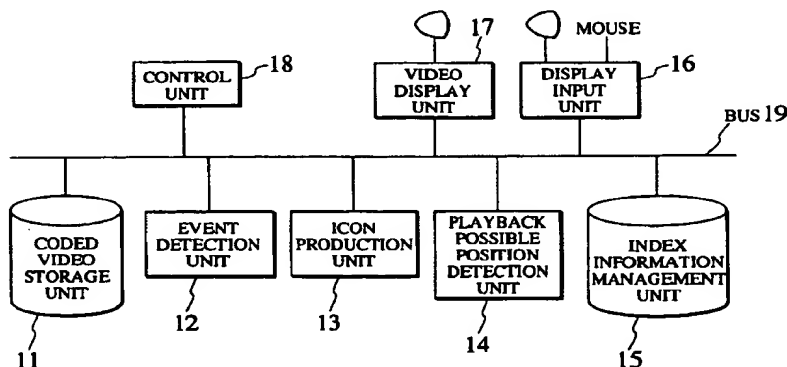 17
MOUSE
18
CONTROL
UNIT
VIDEO
DISPLAY
UNIT
DISPLAY
INPUT
UNIT
16
BUS 19
CODED
VIDEO
STORAGE
UNIT
EVENT
DETECTION
UNIT
ICON
PRODUCTION
UNIT
PLAYBACK
POSSIBLE
POSITION
DETECTION
UNIT
INDEX
INFORMATION
MANAGEMENT
UNIT
11
12
13
14
15